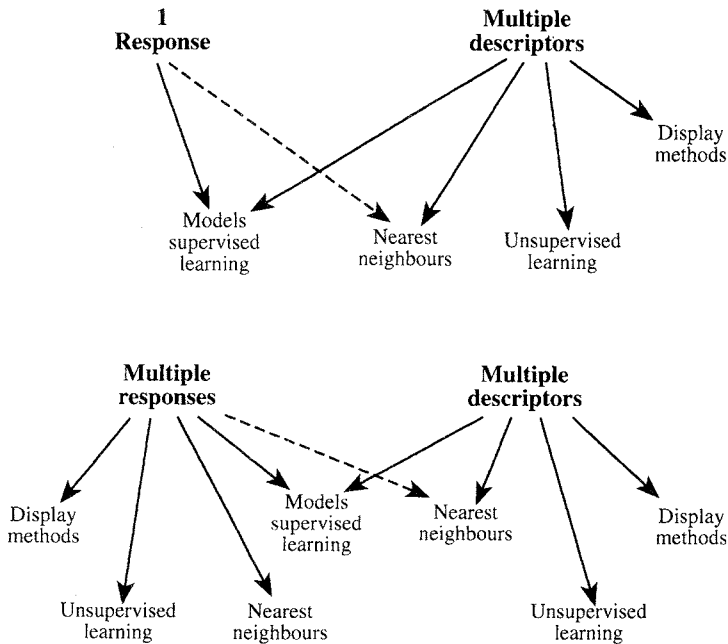 1
Response
Multiple
descriptors
Display
methods
Models
supervised
learning
Nearest
neighbours
Unsupervised
learning
Multiple
responses
Multiple
descriptors
Display
methods
Models
supervised
learning
Nearest
neighbours
Display
methods
Unsupervised
learning
Nearest
neighbours
Unsupervised
learning